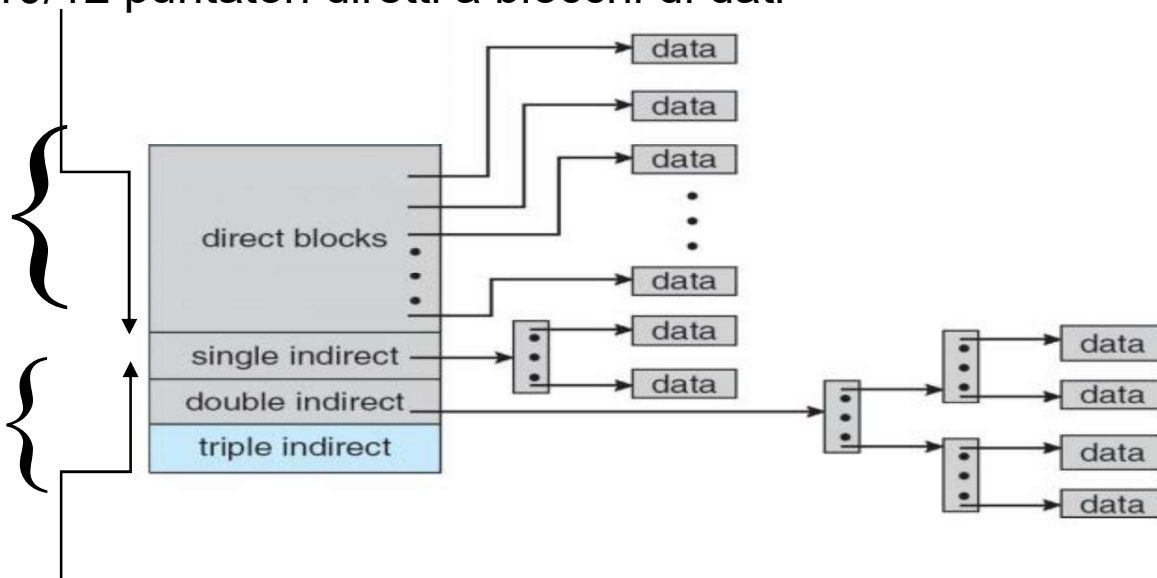 puntatori diretti a blocchi di dati
data
data
data
direct blocks
data
single indirect
data
data
double indirect
triple indirect
data
data
data
data